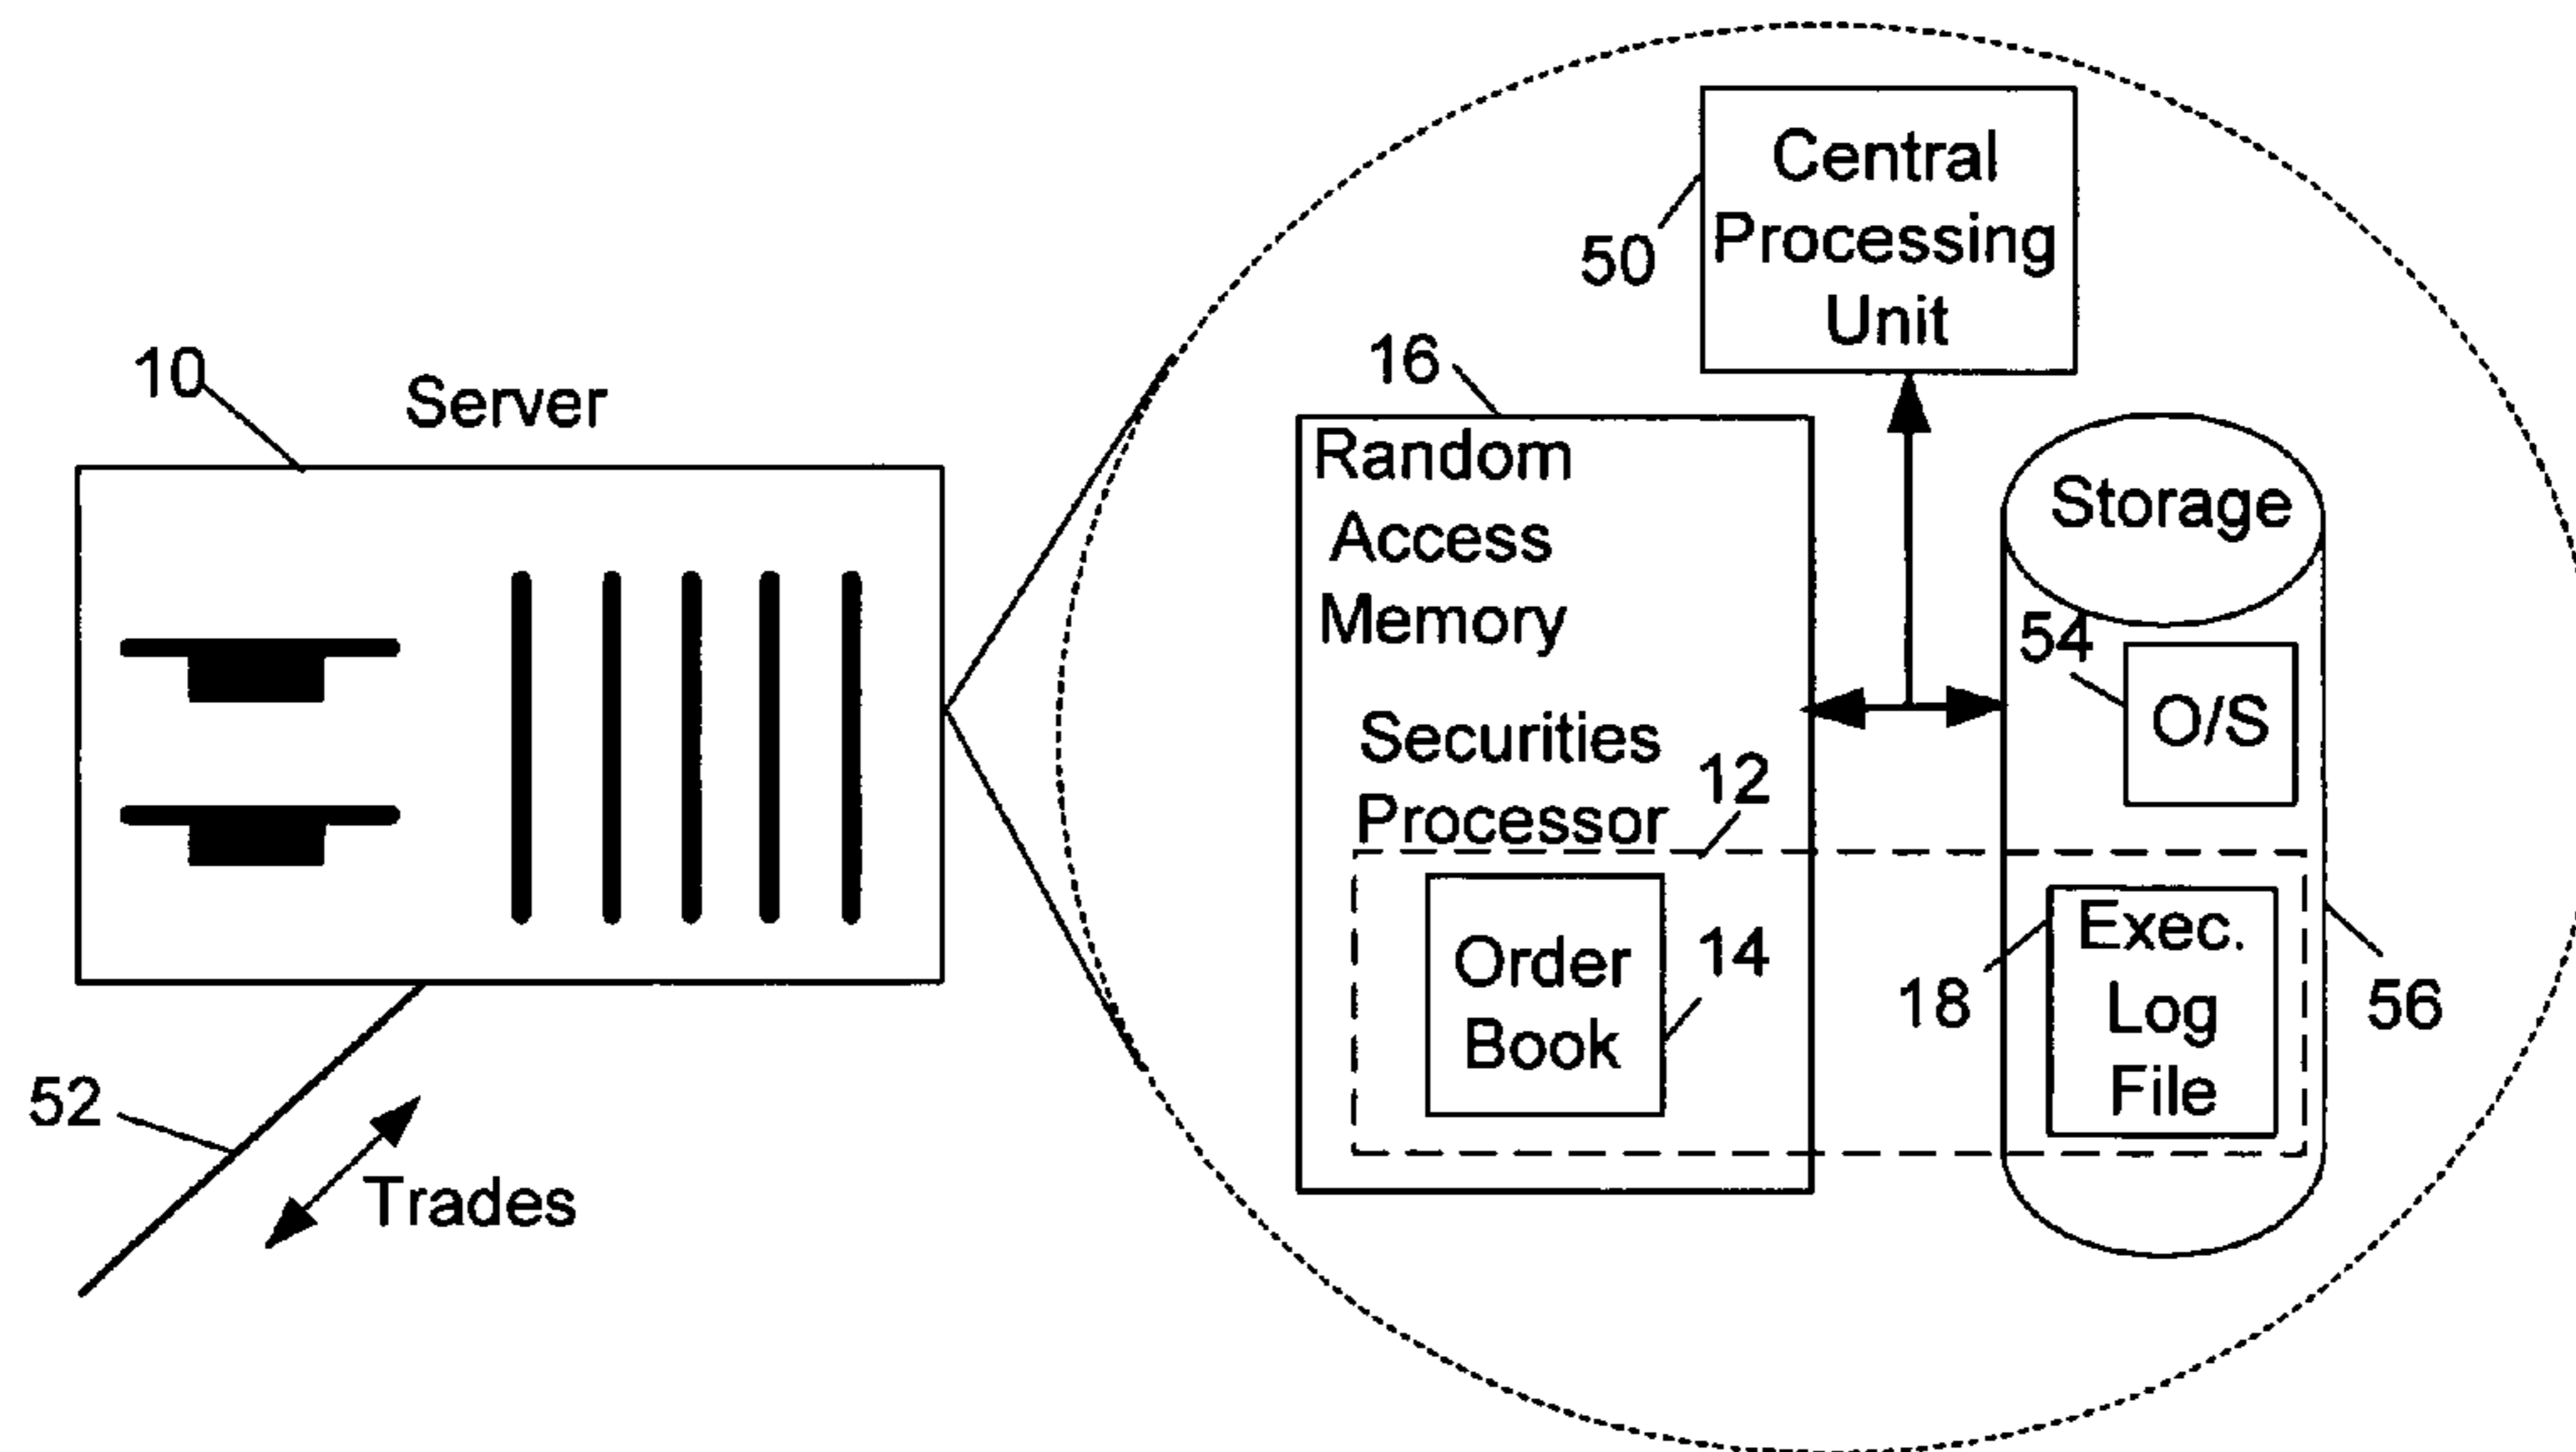 10
Server
52
Trades
Central
Processing
Unit
50
16
Random
Access
Memory
Securities
Processor
12
Order
Book
14
Storage
54
O/S
Exec.
Log
File
18
56